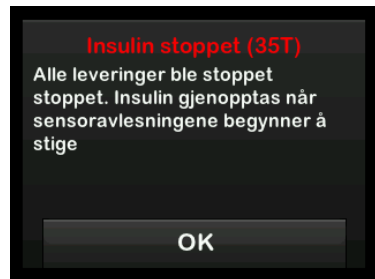 Insulin stoppet (35T)
Alle leveringer ble stoppet
stoppet. Insulin gjenopptas når
sensoravlesningene begynner å
stige
OK